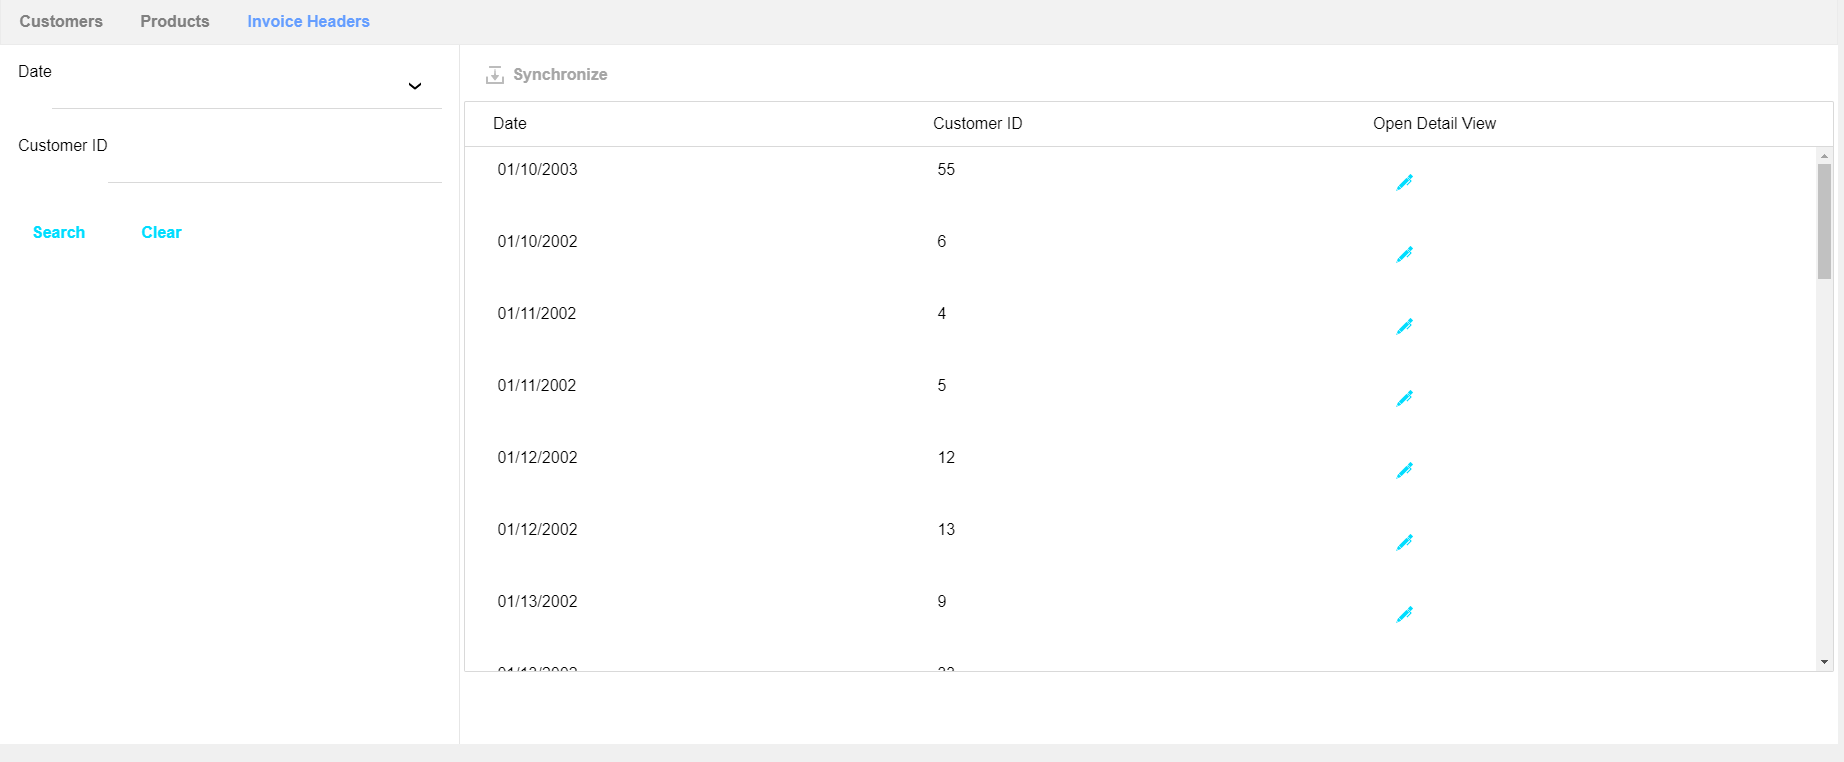 Customers Products Invoice Headers
Date
Customer ID
Search Clear
Synchronize
Date Customer ID Open Detail View
01/10/2003 55
01/10/2002 6
01/11/2002 4
01/11/2002 5
01/12/2002 12
01/12/2002 13
01/13/2002 9